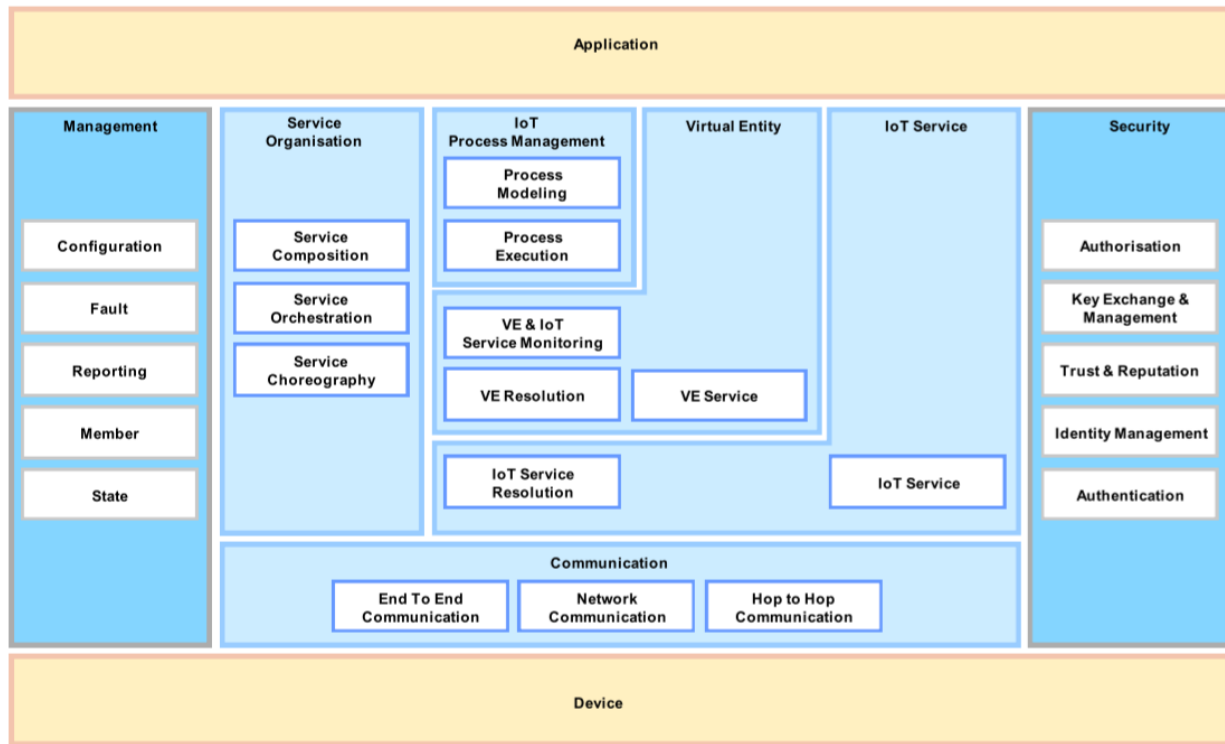 Application
Management
Configuration
Fault
Reporting
Member
State
Service
Organisation
Service
Composition
Service
Orchestration
Service
Choreography
IoT
Process Management
Process
Modeling
Process
Execution
Virtual Entity
VE & IoT
Service Monitoring
VE Resolution
VE Service
IoT Service
IoT Service
Resolution
IoT Service
Security
Authorisation
Key Exchange &
Management
Trust & Reputation
Identity Management
Authentication
Communication
End To End
Communication
Network
Communication
Hop to Hop
Communication
Device